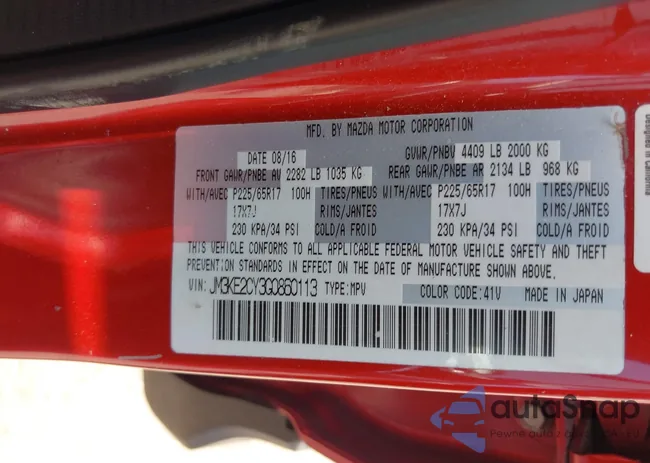 MFD. BY MAZDA MOTOR CORPORATION
DATE 08/16 GVWR/PNBV 4409 LB 2000 KG
FRONT GAWR/PNBE AV 2282 LB 1035 KG REAR GAWR/PNBE AR 2134 LB 968 KG
WITH/AVEC P225/65R17 100H TIRES/PNEUS WITH/AVEC P225/65R17 100H TIRES/PNEUS
17X7J RIMS/JANTES 17X7J RIMS/JANTES
230 KPA/34 PSI COLD/A FROID 230 KPA/34 PSI COLD/A FROID
THIS VEHICLE CONFORMS TO ALL APPLICABLE FEDERAL MOTOR VEHICLE SAFETY AND THEFT
PREVENTION STANDARDS IN EFFECT ON THE DATE OF MANUFACTURE SHOWN ABOVE.
VIN: JM3KE2CY3G0860113 TYPE: MPV COLOR CODE: 41V MADE IN JAPAN
autaSnap
Pewne auta z